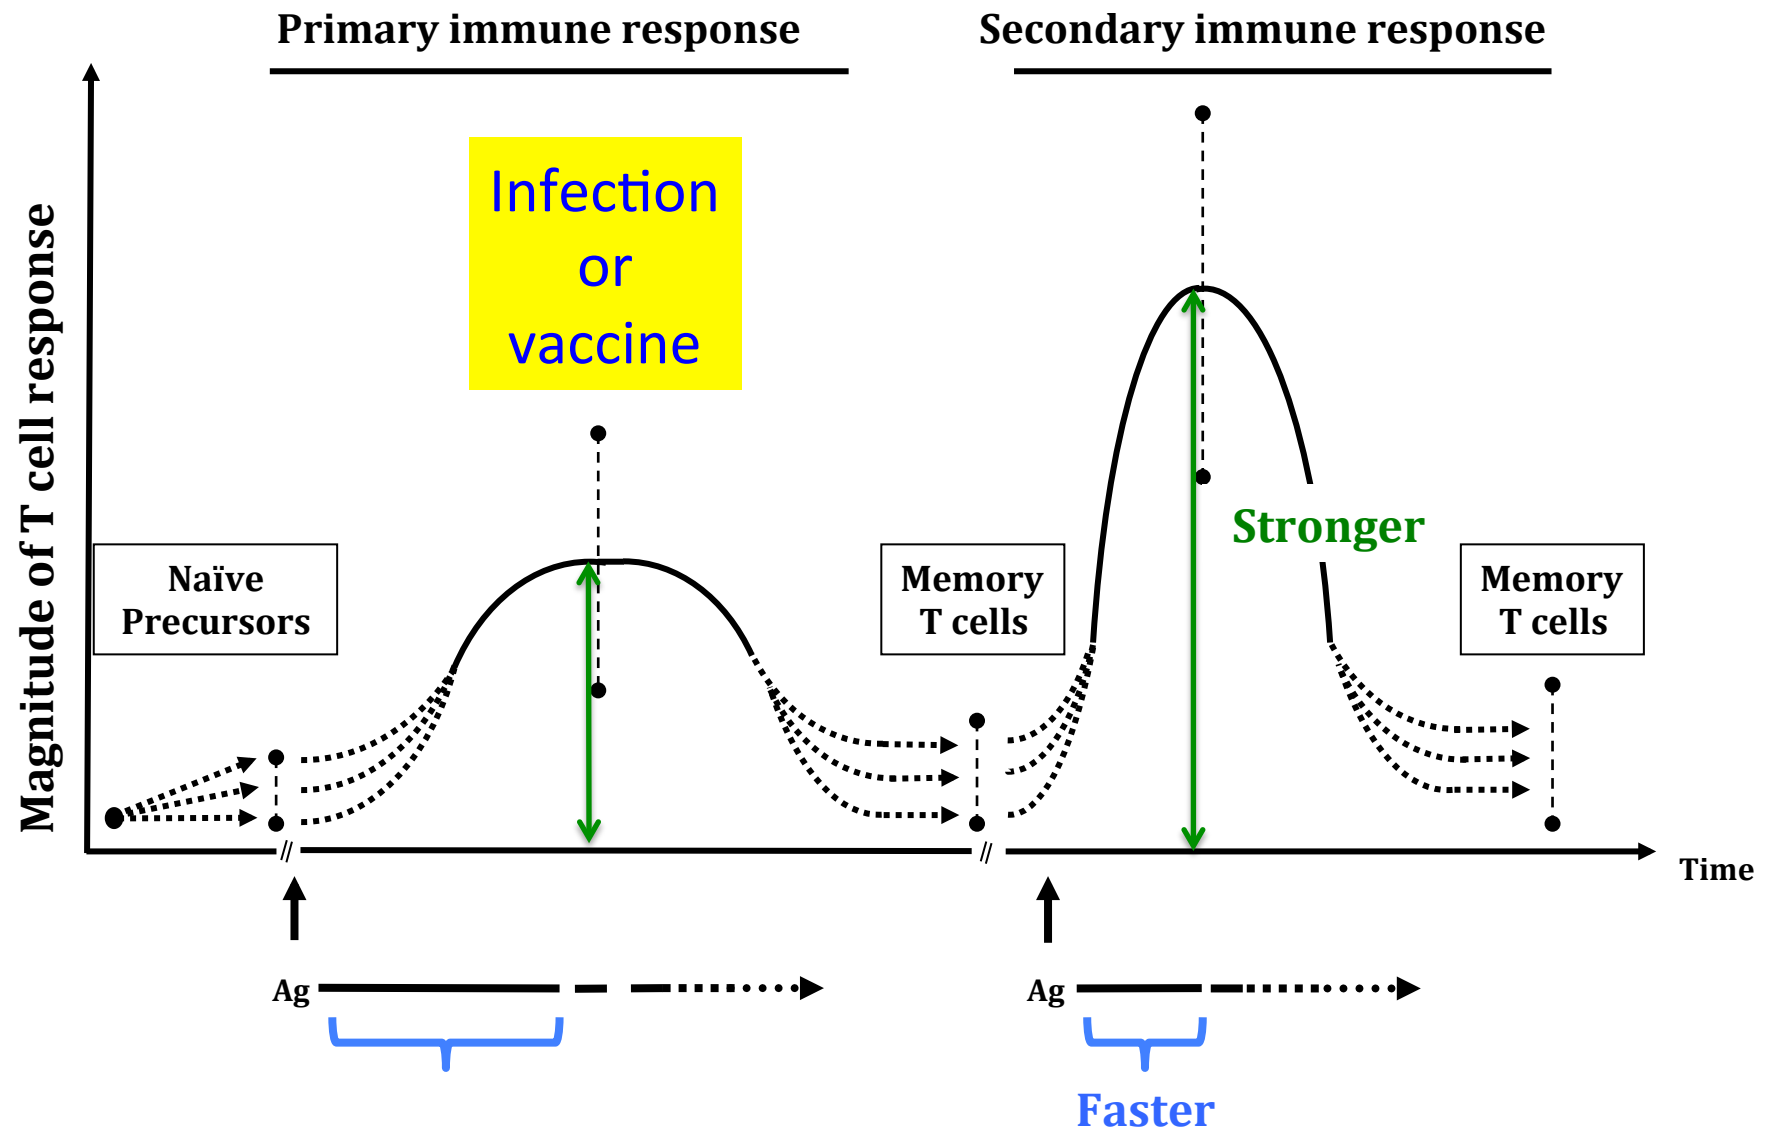 Primary immune response
Secondary immune response
Infection
or
vaccine
Magnitude of T cell response
Stronger
Naïve
Precursors
Memory
T cells
Memory
T cells
//
//
Time
Ag
Ag
Faster